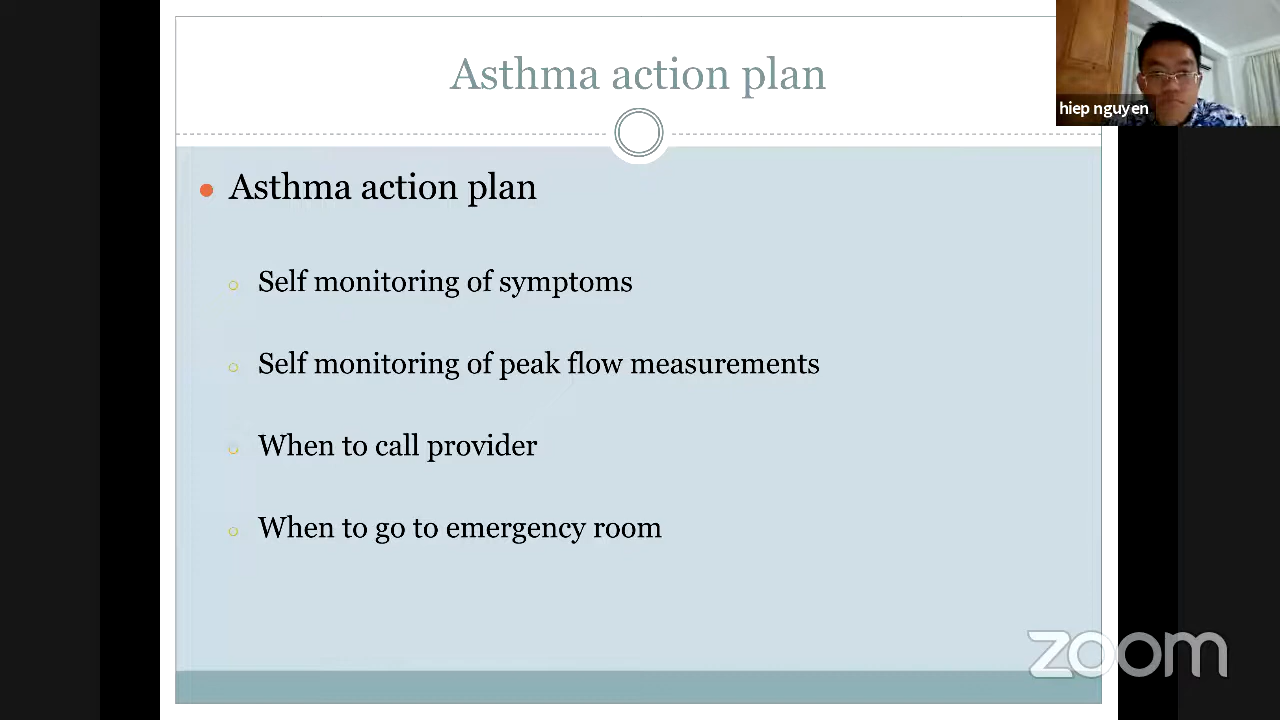 Asthma action plan
hiep nguyen
Asthma action plan
Self monitoring of symptoms
Self monitoring of peak flow measurements
When to call provider
When to go to emergency room
zoom